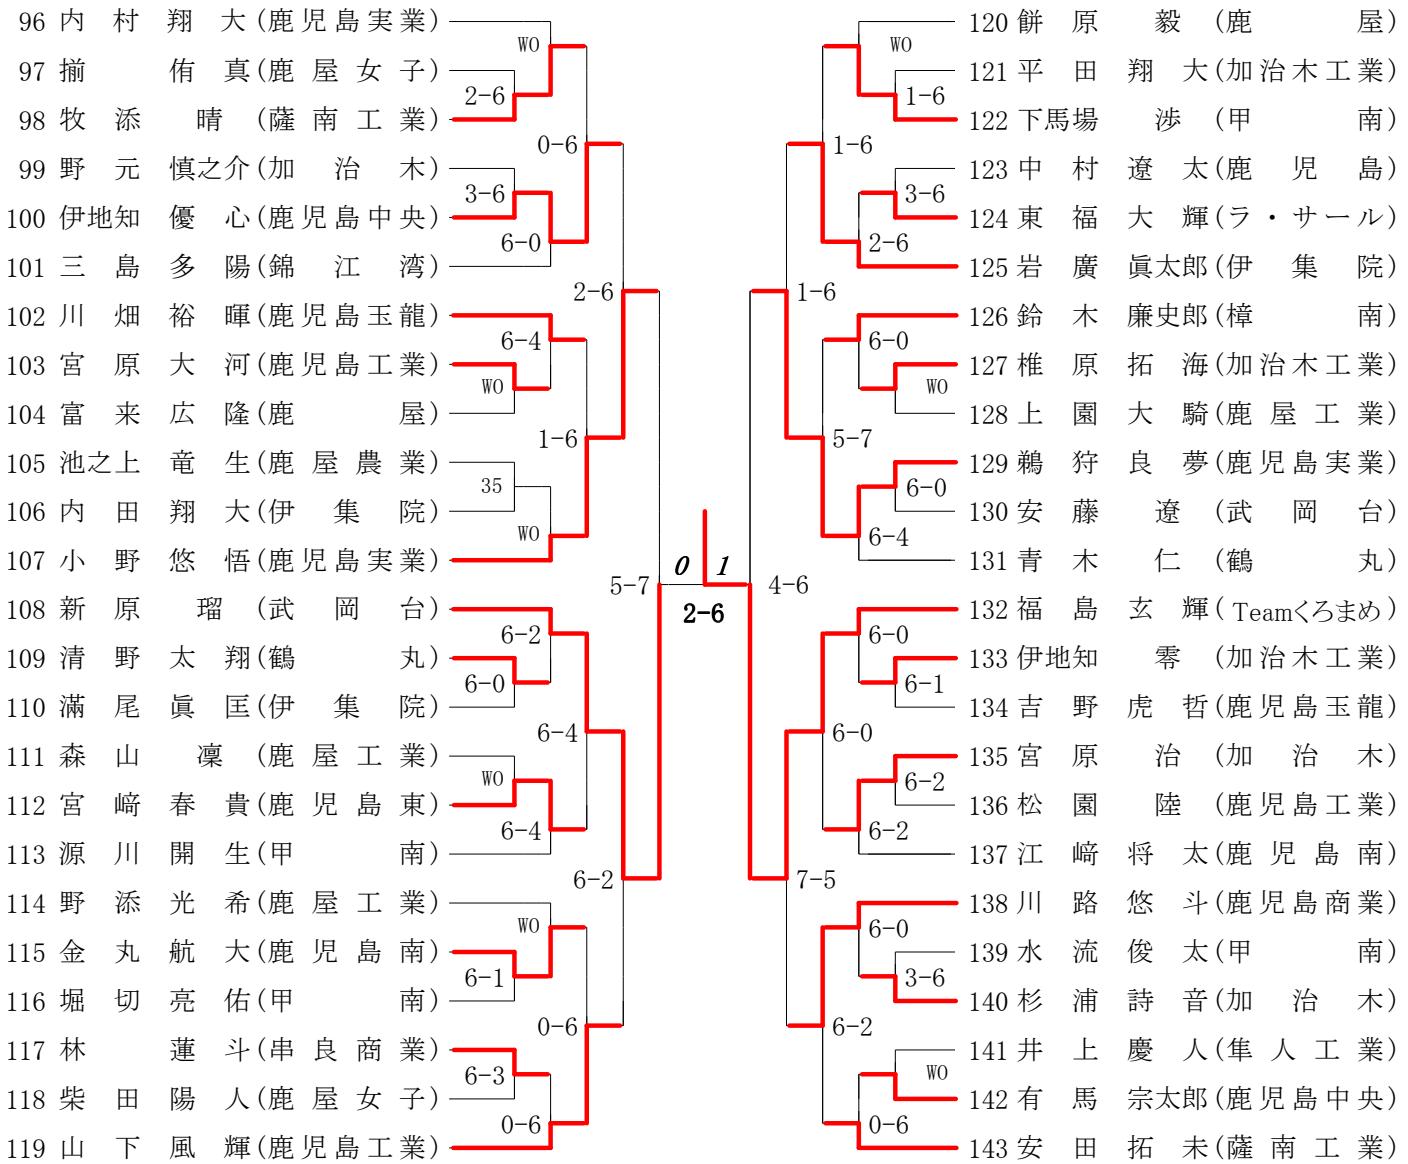 96 内村翔大(鹿児島実業)
97 揃侑真(鹿屋女子)
98 牧添晴(薩南工業)
99 野元慎之介(加治木)
100 伊地知優心(鹿児島中央)
101 三島多陽(錦江湾)
102 川畑裕暉(鹿児島玉龍)
103 宮原大河(鹿児島工業)
104 富来広隆(鹿屋)
105 池之上竜生(鹿屋農業)
106 内田翔大(伊集院)
107 小野悠悟(鹿児島実業)
108 新原瑠(武岡台)
109 清野太翔(鶴丸)
110 滿尾眞匡(伊集院)
111 森山凜(鹿屋工業)
112 宮﨑春貴(鹿児島東)
113 源川開生(甲南)
114 野添光希(鹿屋工業)
115 金丸航大(鹿児島南)
116 堀切亮佑(甲南)
117 林蓮斗(串良商業)
118 柴田陽人(鹿屋女子)
119 山下風輝(鹿児島工業)
WO
2-6
0-6
3-6
6-0
2-6
6-4
WO
1-6
35
WO
5-7
6-2
6-0
6-4
WO
6-4
6-2
WO
6-1
0-6
6-3
0-6
0 1
2-6
WO
1-6
1-6
3-6
2-6
1-6
6-0
WO
5-7
6-0
6-4
4-6
6-0
6-1
6-0
6-2
6-2
7-5
6-0
3-6
6-2
WO
0-6
120 餅原毅(鹿屋)
121 平田翔大(加治木工業)
122 下馬場渉(甲南)
123 中村遼太(鹿児島)
124 東福大輝(ラ・サール)
125 岩廣眞太郎(伊集院)
126 鈴木廉史郎(樟南)
127 椎原拓海(加治木工業)
128 上園大騎(鹿屋工業)
129 鵜狩良夢(鹿児島実業)
130 安藤遼(武岡台)
131 青木仁(鶴丸)
132 福島玄輝(Teamくろまめ)
133 伊地知零(加治木工業)
134 吉野虎哲(鹿児島玉龍)
135 宮原治(加治木)
136 松園陸(鹿児島工業)
137 江﨑将太(鹿児島南)
138 川路悠斗(鹿児島商業)
139 水流俊太(甲南)
140 杉浦詩音(加治木)
141 井上慶人(隼人工業)
142 有馬宗太郎(鹿児島中央)
143 安田拓未(薩南工業)